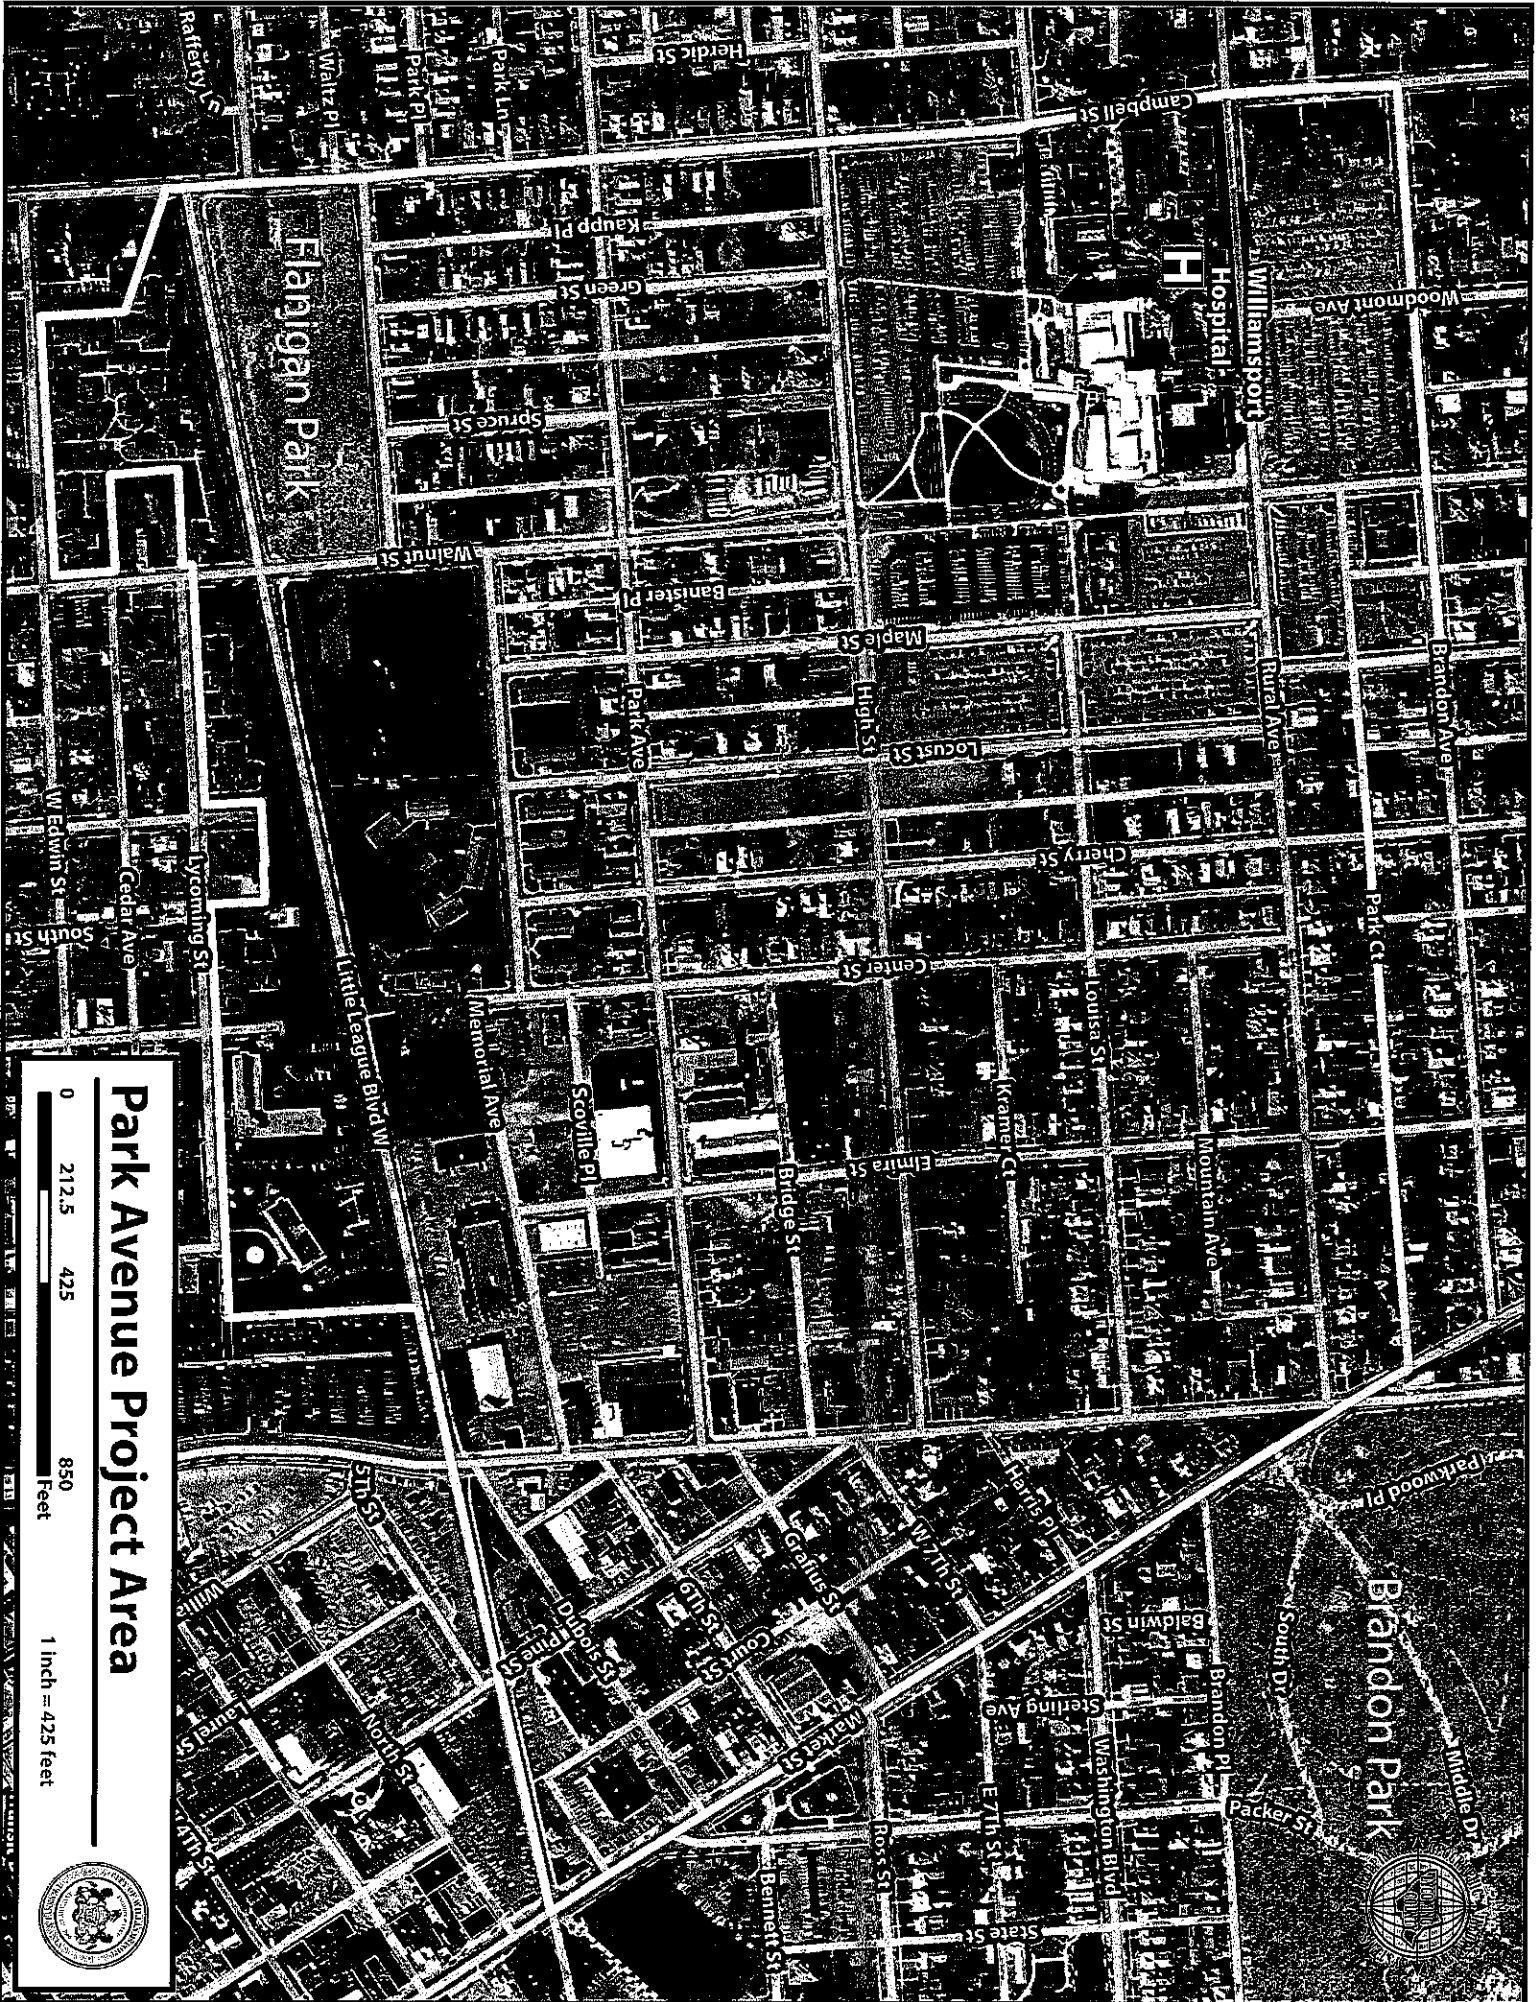 Park Avenue Project Area
0 212.5 425 850
Feet
1 inch = 425 feet
Brandon Park
Flanigan Park
Williamsport
Hospital
H
Campbell St
Woodmont Ave
Brandon Ave
Rural Ave
Park Ct
Herdic St
Park Ln
Park Pl
Waltz Pl
Rafferty Ln
Kaupp Pl
Green St
Spruce St
Walnut St
Banister Pl
Maple St
Park Ave
High St
Locust St
Cherry St
Center St
Louisa St
Kramer Ct
Mountain Ave
Elmira St
Bridge St
Scoville Pl
Memorial Ave
Little League Blvd W
Lycoming St
Cedar Ave
W Edwin St
South St
5Th St
Willis
Laurel St
North St
4Th St
Pine St
Dubois St
6Th St
Court St
Grafius St
W 7Th St
Harris Pl
Market St
Ross St
E 7Th St
Sterling Ave
Washington Blvd
Baldwin St
Brandon Pl
Packer St
State St
Bennett St
South Dr
Middle Dr
Parkwood Pl